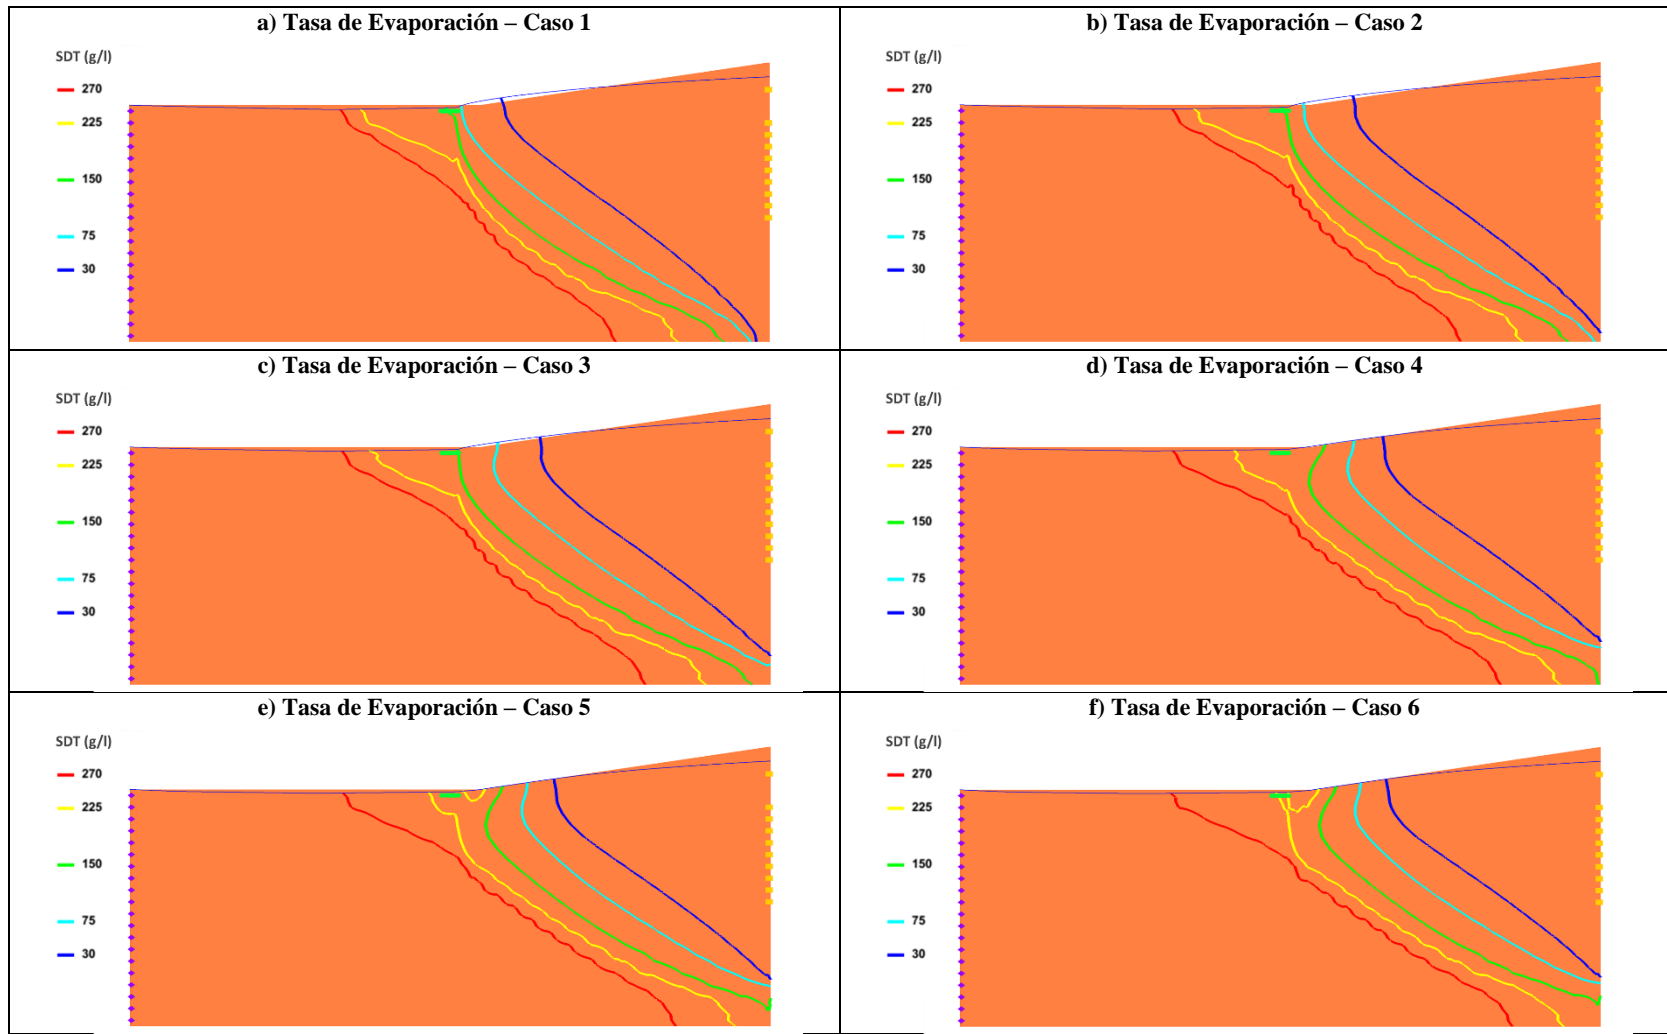 a) Tasa de Evaporación – Caso 1
SDT (g/l)
270
225
150
75
30
b) Tasa de Evaporación – Caso 2
SDT (g/l)
270
225
150
75
30
c) Tasa de Evaporación – Caso 3
SDT (g/l)
270
225
150
75
30
d) Tasa de Evaporación – Caso 4
SDT (g/l)
270
225
150
75
30
e) Tasa de Evaporación – Caso 5
SDT (g/l)
270
225
150
75
30
f) Tasa de Evaporación – Caso 6
SDT (g/l)
270
225
150
75
30